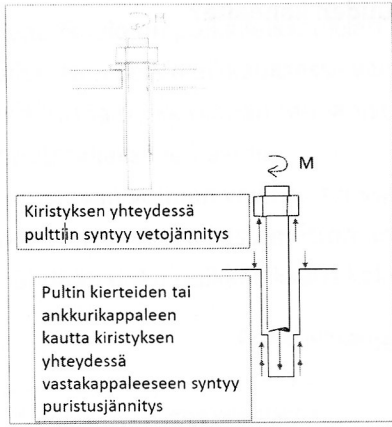 M
Kiristyksen yhteydessä
pulttiin syntyy vetojännitys
Pultin kierteiden tai
ankkurikappaleen
kautta kiristyksen
yhteydessä
vastakappaleeseen syntyy
puristusjännitys